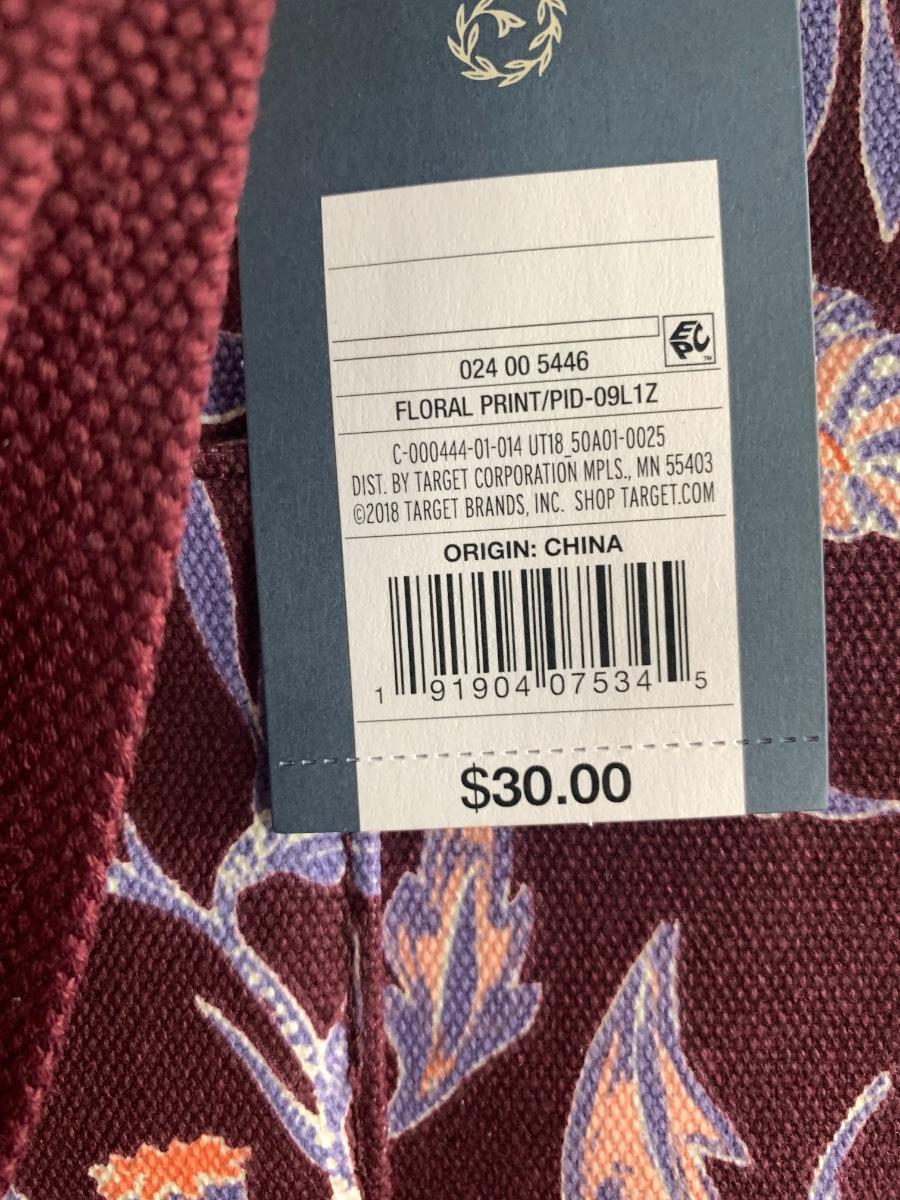 EPC™
024 00 5446
FLORAL PRINT/PID-09L1Z
C-000444-01-014 UT18_50A01-0025
DIST. BY TARGET CORPORATION MPLS., MN 55403
©2018 TARGET BRANDS, INC. SHOP TARGET.COM
ORIGIN: CHINA
1 91904 07534 5
$30.00